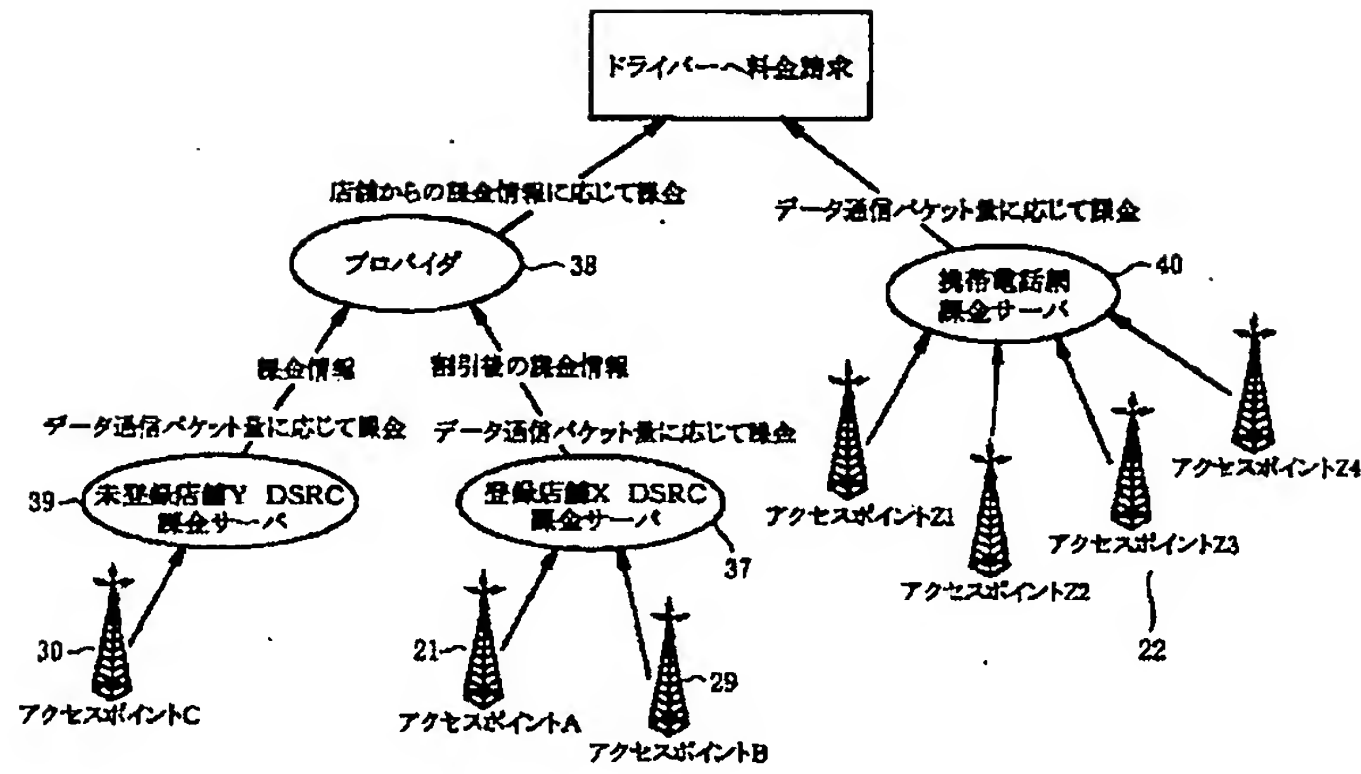 ドライバーへ料金請求
店舗からの課金情報に応じて課金
データ通信パケット量に応じて課金
プロバイダ
38
携帯電話網
課金サーバ
40
課金情報
割引後の課金情報
データ通信パケット量に応じて課金
データ通信パケット量に応じて課金
アクセスポイントZ4
39
未登録店舗Y DSRC
課金サーバ
登録店舗X DSRC
課金サーバ
37
アクセスポイントZ1
アクセスポイントZ3
アクセスポイントZ2
22
30
21
29
アクセスポイントC
アクセスポイントA
アクセスポイントB